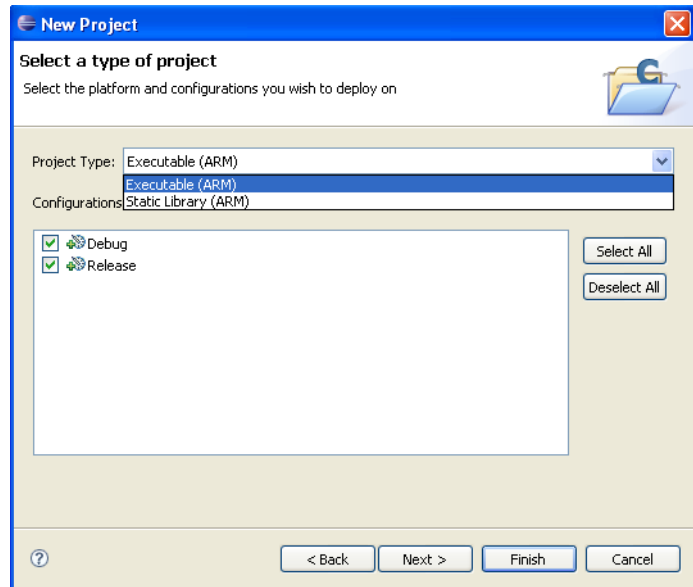 New Project
Select a type of project
Select the platform and configurations you wish to deploy on
Project Type: Executable (ARM)
Executable (ARM)
Configurations Static Library (ARM)
Debug
Release
Select All
Deselect All
?
< Back Next > Finish Cancel